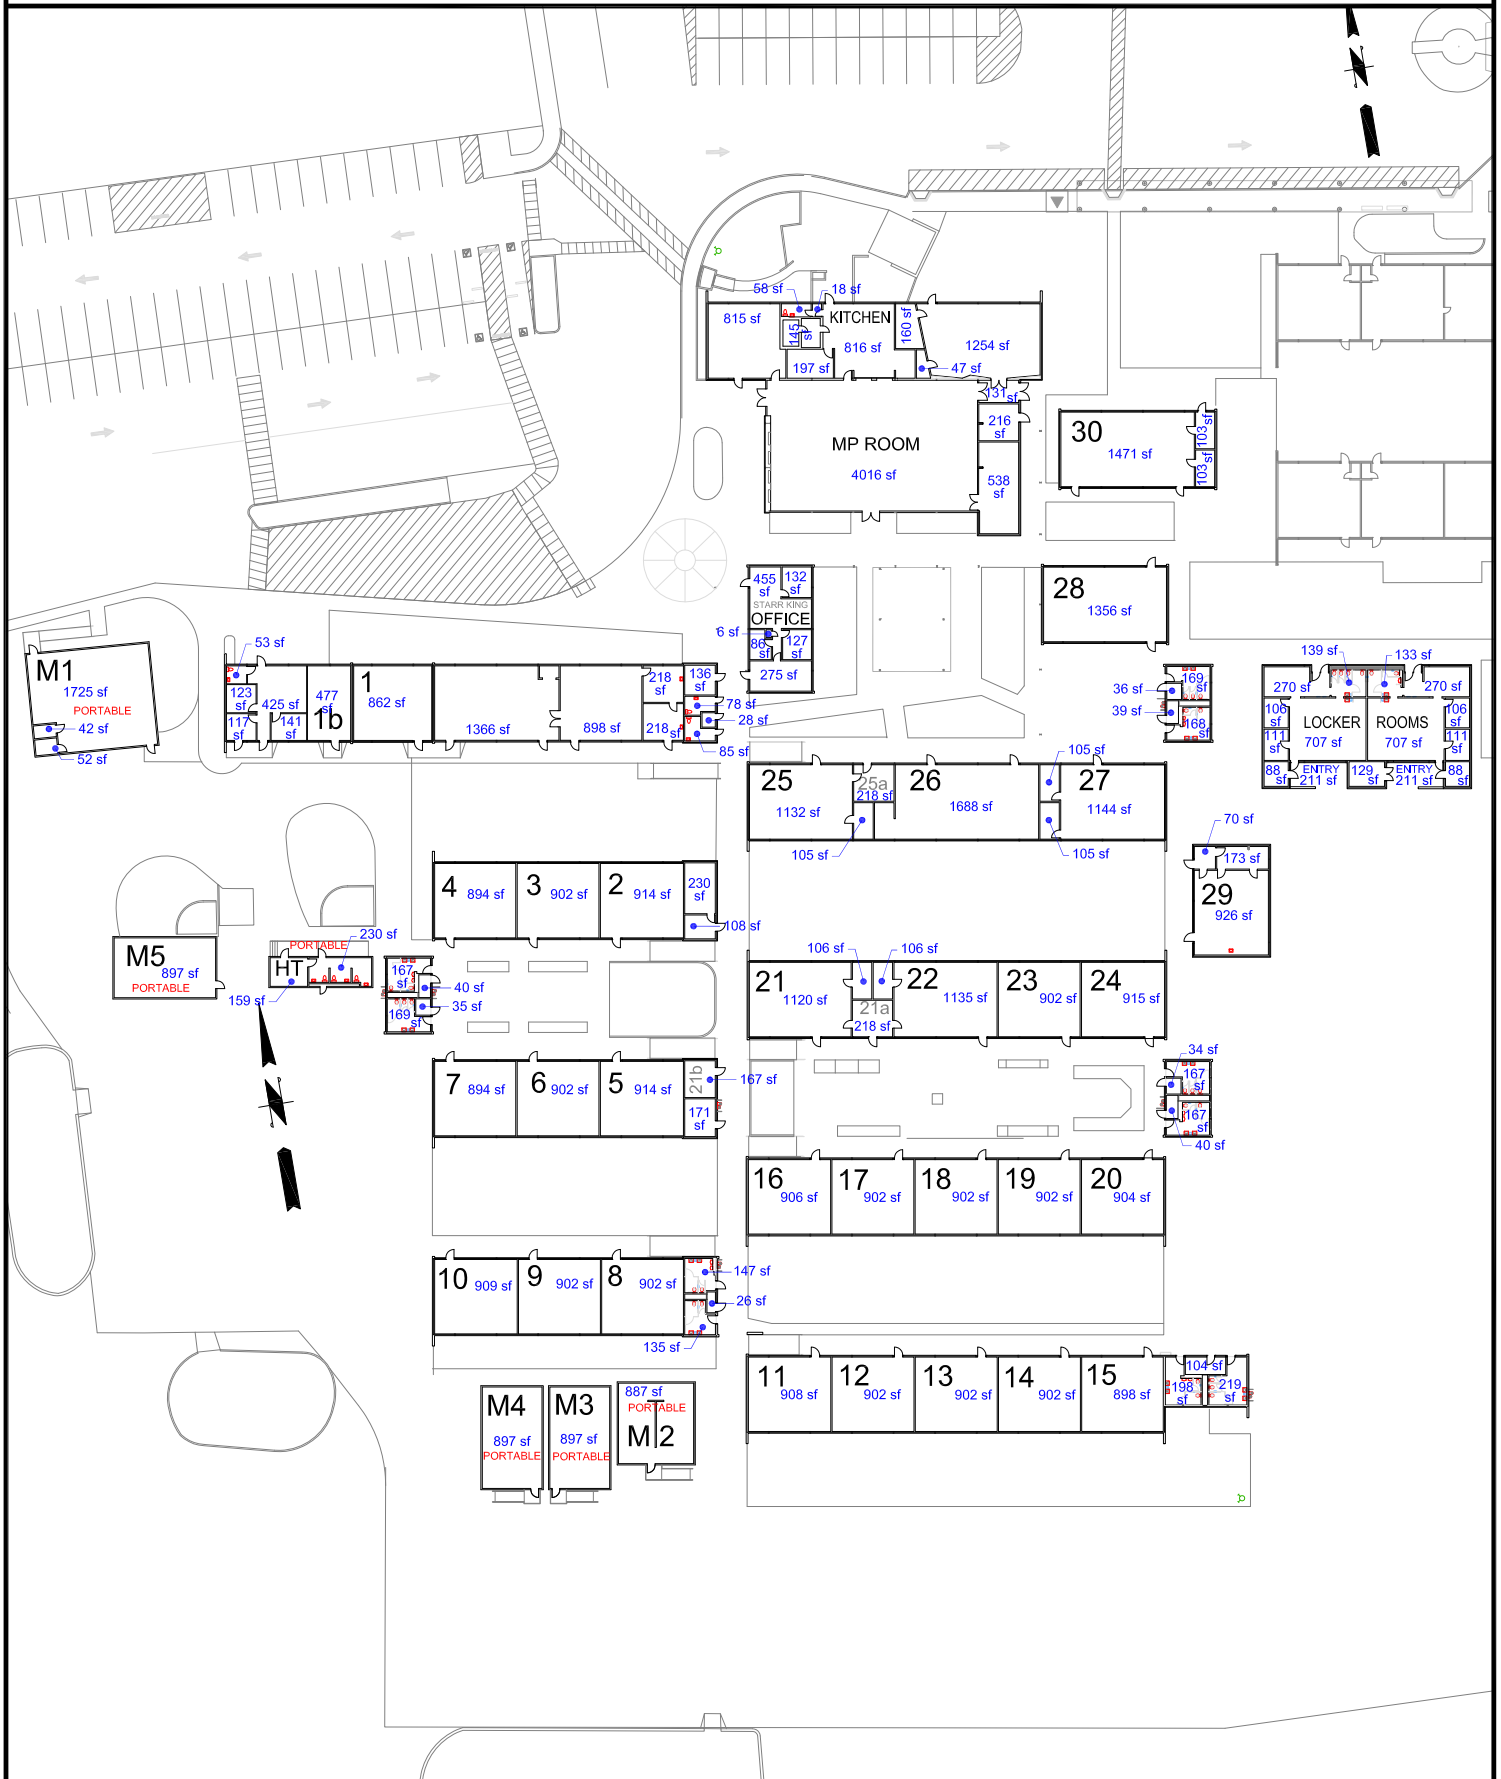 58 sf
18 sf
815 sf
145
sf
KITCHEN
816 sf
160 sf
1254 sf
197 sf
47 sf
131
sf
216
sf
MP ROOM
4016 sf
538
sf
30
1471 sf
103
sf
103
sf
455
sf
132
sf
STARR KING
OFFICE
6 sf
86
sf
127
sf
275 sf
28
1356 sf
M1
1725 sf
PORTABLE
42 sf
52 sf
53 sf
123
sf
425 sf
117
sf
141
sf
477
sf
1b
1
862 sf
1366 sf
898 sf
218
sf
218
sf
136
sf
78 sf
28 sf
85 sf
36 sf
39 sf
169
sf
168
sf
139 sf
133 sf
270 sf
270 sf
106
sf
106
sf
LOCKER
ROOMS
707 sf
707 sf
111
sf
111
sf
88
sf
ENTRY
211 sf
129
sf
ENTRY
211 sf
88
sf
25
1132 sf
25a
218 sf
105 sf
26
1688 sf
105 sf
105 sf
27
1144 sf
70 sf
173 sf
29
926 sf
4
894 sf
3
902 sf
2
914 sf
230
sf
108 sf
M5
897 sf
PORTABLE
PORTABLE
230 sf
HT
159 sf
167
sf
40 sf
169
sf
35 sf
21
1120 sf
106 sf
106 sf
21a
218 sf
22
1135 sf
23
902 sf
24
915 sf
7
894 sf
6
902 sf
5
914 sf
21b
167 sf
171
sf
34 sf
167
sf
167
sf
40 sf
16
906 sf
17
902 sf
18
902 sf
19
902 sf
20
904 sf
10
909 sf
9
902 sf
8
902 sf
147 sf
26 sf
135 sf
11
908 sf
12
902 sf
13
902 sf
14
902 sf
15
898 sf
104 sf
198
sf
219
sf
M4
897 sf
PORTABLE
M3
897 sf
PORTABLE
887 sf
PORTABLE
M2